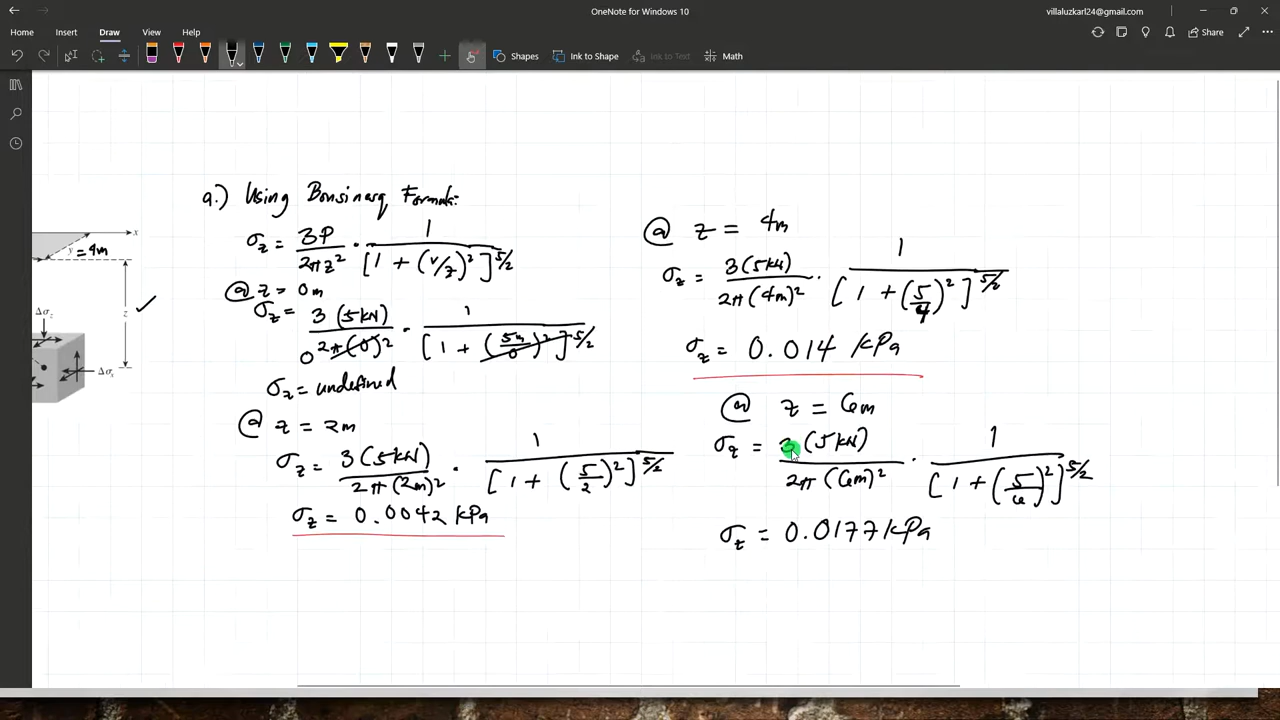 OneNote for Windows 10
villaluzkarl24@gmail.com
Home Insert Draw View Help
Shapes Ink to Shape Ink to Text Math Share
x
y = 4m
z
Δσz
Δσx
a.) Using Bousinarq Formula:
σz = 3P/2πz² · 1/[1 + (r/z)²]^5/2
@ z = 0m
σz = 3(5kN)/2π(0)² · 1/[1 + (5m/0)²]^5/2
0
σz = undefined
@ z = 2m
σz = 3(5kN)/2π(2m)² · 1/[1 + (5/2)²]^5/2
σz = 0.0042 kPa
@ z = 4m
σz = 3(5kN)/2π(4m)² · 1/[1 + (5/4)²]^5/2
σz = 0.014 kPa
@ z = 6m
σz = 3(5kN)/2π(6m)² · 1/[1 + (5/6)²]^5/2
σz = 0.0177 kPa